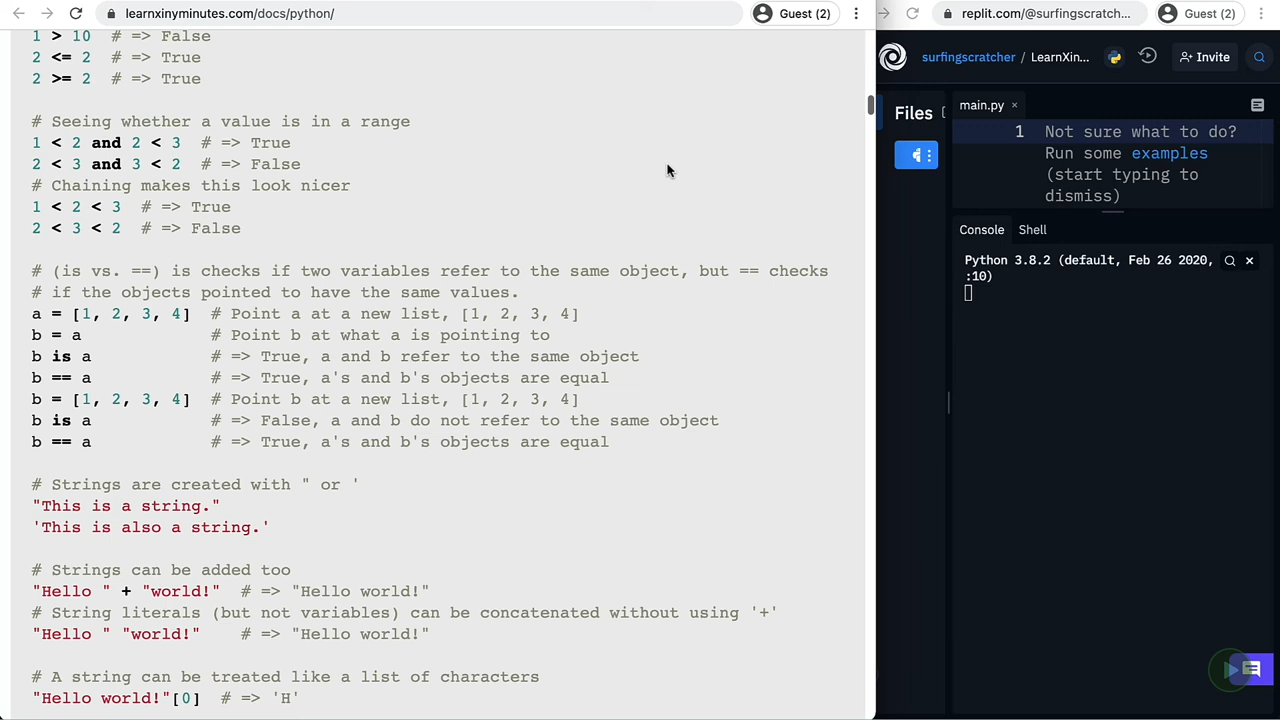 learnxinyminutes.com/docs/python/
Guest (2)
1 > 10  # => False
2 <= 2  # => True
2 >= 2  # => True
# Seeing whether a value is in a range
1 < 2 and 2 < 3  # => True
2 < 3 and 3 < 2  # => False
# Chaining makes this look nicer
1 < 2 < 3  # => True
2 < 3 < 2  # => False
# (is vs. ==) is checks if two variables refer to the same object, but == checks
# if the objects pointed to have the same values.
a = [1, 2, 3, 4]  # Point a at a new list, [1, 2, 3, 4]
b = a             # Point b at what a is pointing to
b is a            # => True, a and b refer to the same object
b == a            # => True, a's and b's objects are equal
b = [1, 2, 3, 4]  # Point b at a new list, [1, 2, 3, 4]
b is a            # => False, a and b do not refer to the same object
b == a            # => True, a's and b's objects are equal
# Strings are created with " or '
"This is a string."
'This is also a string.'
# Strings can be added too
"Hello " + "world!"  # => "Hello world!"
# String literals (but not variables) can be concatenated without using '+'
"Hello " "world!"    # => "Hello world!"
# A string can be treated like a list of characters
"Hello world!"[0]  # => 'H'
replit.com/@surfingscratch...
Guest (2)
surfingscratcher / LearnXin...
Invite
Files
main.py
1 Not sure what to do?
Run some examples
(start typing to
dismiss)
Console Shell
Python 3.8.2 (default, Feb 26 2020,
:10)